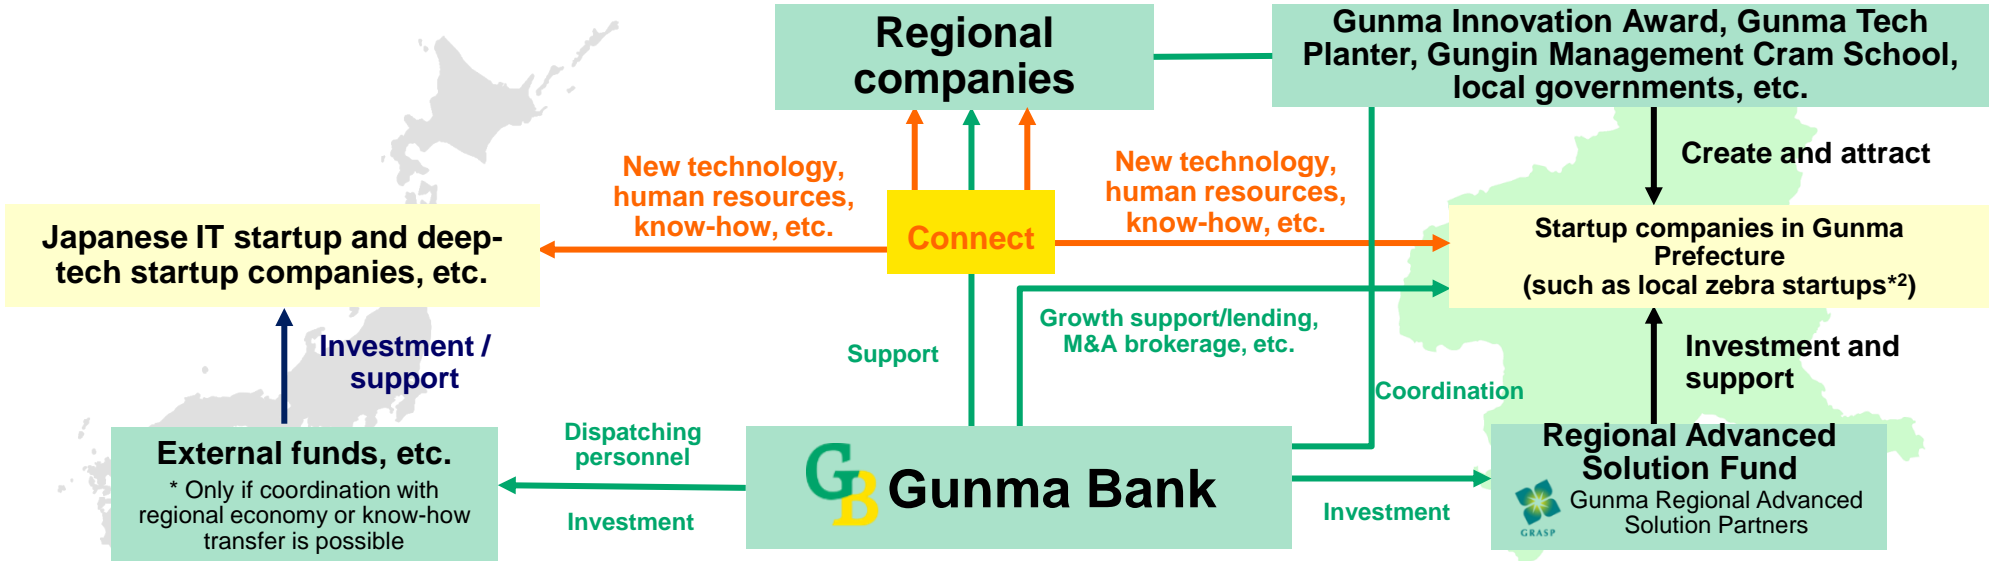 Regional
companies
Gunma Innovation Award, Gunma Tech
Planter, Gungin Management Cram School,
local governments, etc.
New technology,
human resources,
know-how, etc.
New technology,
human resources,
know-how, etc.
Create and attract
Japanese IT startup and deep-
tech startup companies, etc.
Connect
Startup companies in Gunma
Prefecture
(such as local zebra startups*2)
Investment /
support
Support
Growth support/lending,
M&A brokerage, etc.
Coordination
Investment and
support
External funds, etc.
* Only if coordination with
regional economy or know-how
transfer is possible
Dispatching
personnel
Investment
GB Gunma Bank
Investment
Regional Advanced
Solution Fund
Gunma Regional Advanced
Solution Partners
GRASP